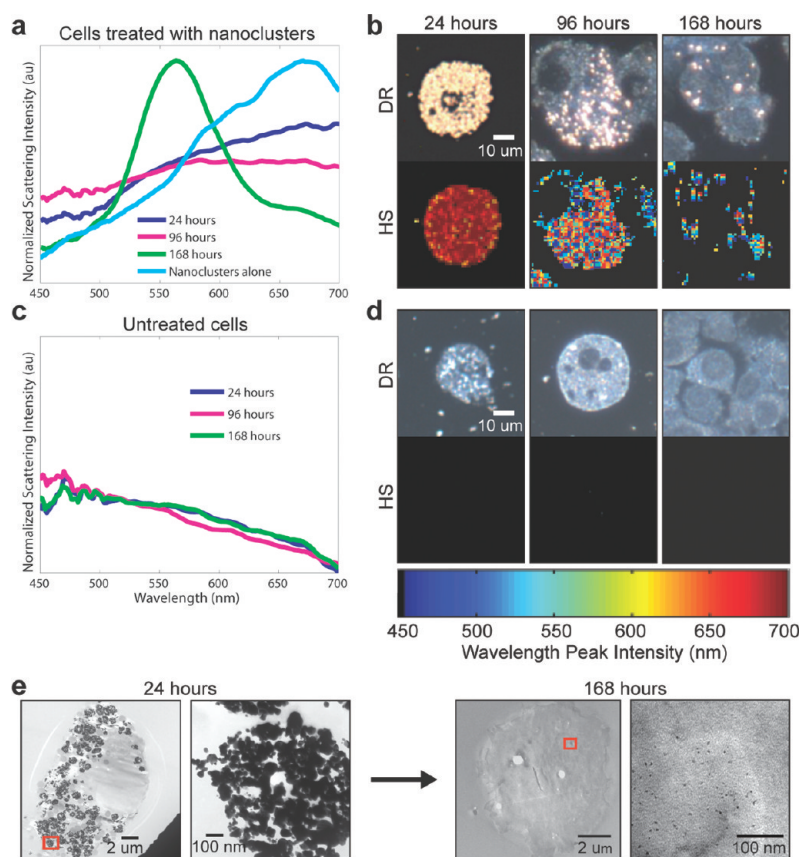 a
Cells treated with nanoclusters
Normalized Scattering Intensity (au)
24 hours
96 hours
168 hours
Nanoclusters alone
450 500 550 600 650 700
b
24 hours 96 hours 168 hours
DR
10 um
HS
c
Untreated cells
Normalized Scattering Intensity (au)
24 hours
96 hours
168 hours
450 500 550 600 650 700
Wavelength (nm)
d
DR
10 um
HS
450 500 550 600 650 700
Wavelength Peak Intensity (nm)
e
24 hours 168 hours
2 um 100 nm 2 um 100 nm